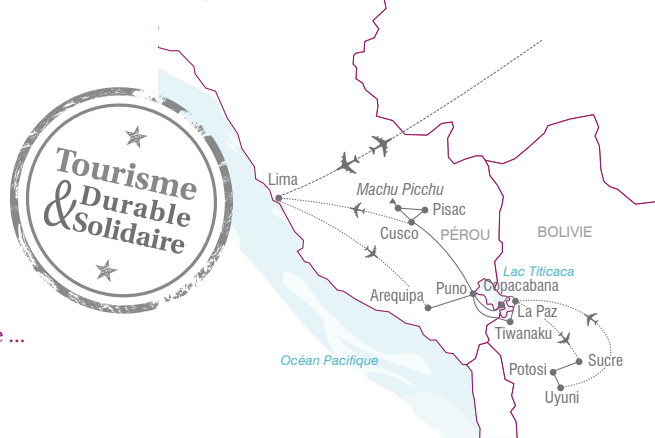 Tourisme
& Durable
Solidaire
e ...
Lima
Machu Picchu
Pisac
Cusco
PÉROU
BOLIVIE
Lac Titicaca
Copacabana
Puno
Arequipa
La Paz
Tiwanaku
Océan Pacifique
Potosi
Sucre
Uyuni